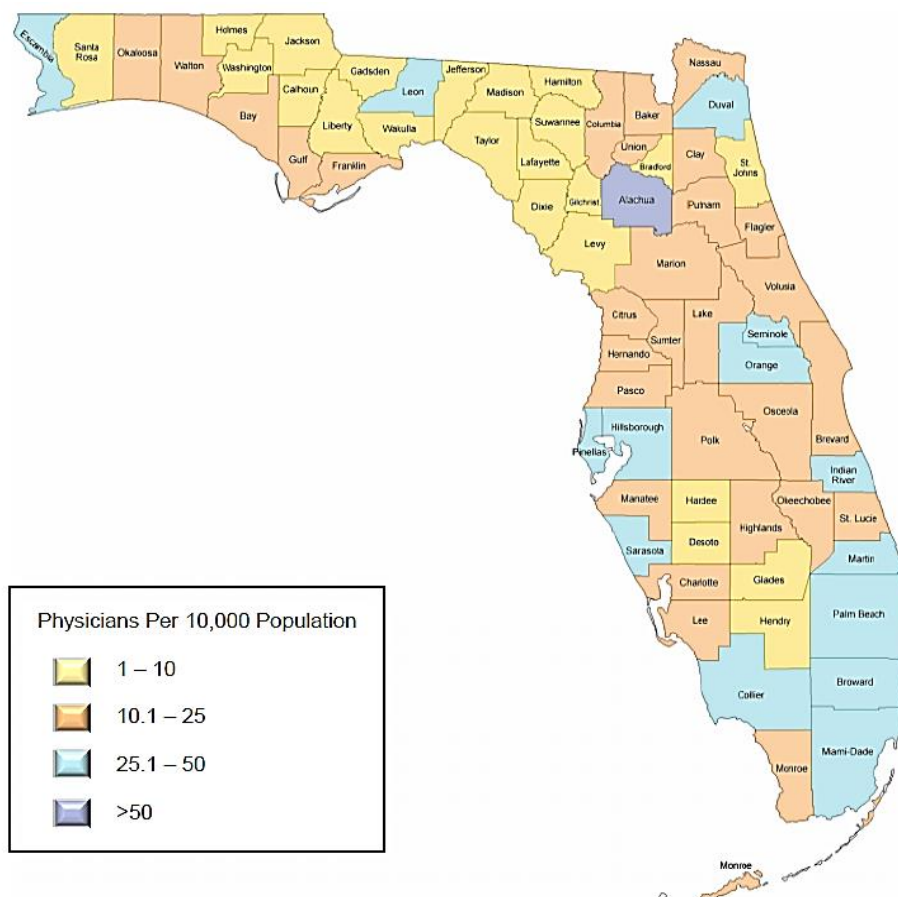 Escambia
Santa
Rosa
Okaloosa
Walton
Holmes
Washington
Jackson
Bay
Calhoun
Gulf
Liberty
Gadsden
Franklin
Leon
Wakulla
Jefferson
Madison
Taylor
Hamilton
Suwannee
Lafayette
Dixie
Columbia
Gilchrist
Levy
Baker
Union
Bradford
Alachua
Nassau
Duval
Clay
St.
Johns
Putnam
Flagler
Marion
Volusia
Citrus
Sumter
Lake
Hernando
Seminole
Orange
Pasco
Osceola
Hillsborough
Pinellas
Polk
Brevard
Indian
River
Manatee
Hardee
Okeechobee
Highlands
St. Lucie
Sarasota
Desoto
Martin
Charlotte
Glades
Lee
Hendry
Palm Beach
Collier
Broward
Miami-Dade
Monroe
Monroe
Physicians Per 10,000 Population
1 – 10
10.1 – 25
25.1 – 50
>50